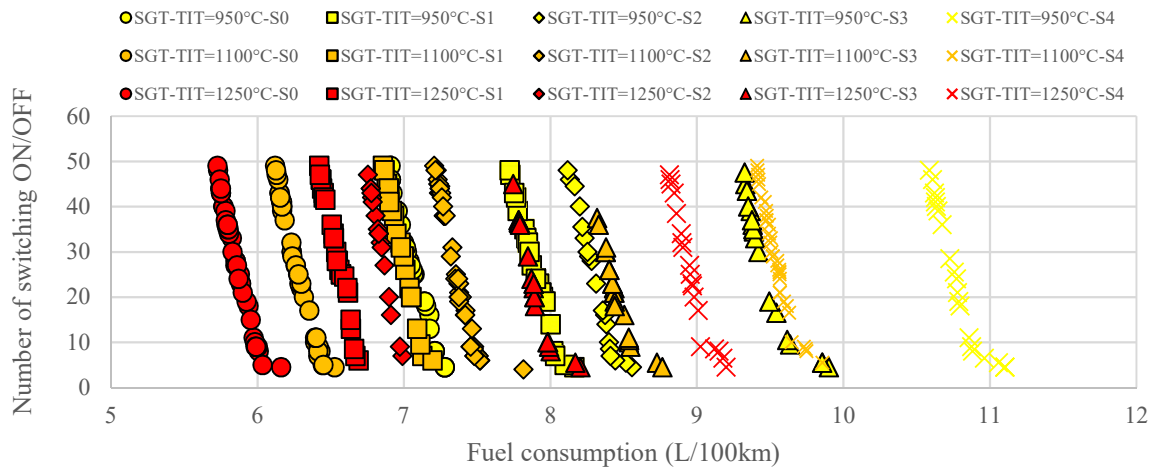 SGT-TIT=950°C-S0 SGT-TIT=950°C-S1 SGT-TIT=950°C-S2 SGT-TIT=950°C-S3 SGT-TIT=950°C-S4
SGT-TIT=1100°C-S0 SGT-TIT=1100°C-S1 SGT-TIT=1100°C-S2 SGT-TIT=1100°C-S3 SGT-TIT=1100°C-S4
SGT-TIT=1250°C-S0 SGT-TIT=1250°C-S1 SGT-TIT=1250°C-S2 SGT-TIT=1250°C-S3 SGT-TIT=1250°C-S4
Number of switching ON/OFF
60
50
40
30
20
10
0
5 6 7 8 9 10 11 12
Fuel consumption (L/100km)